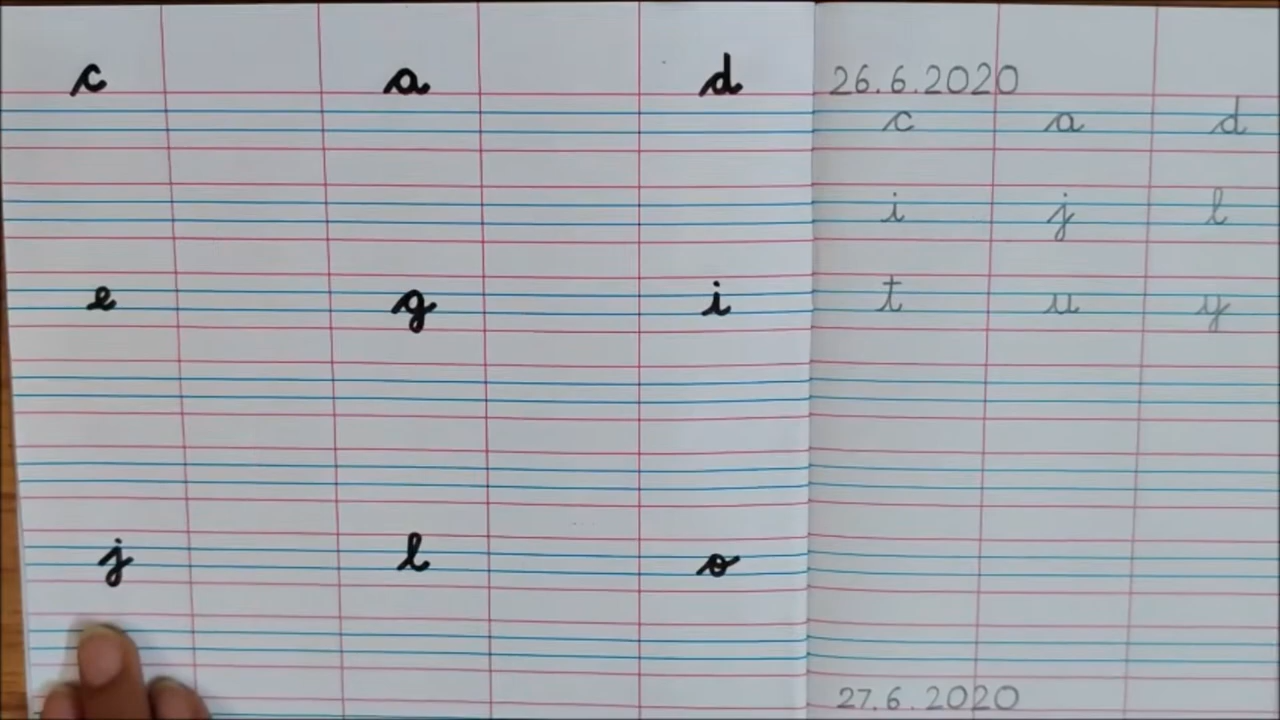 c a d
e g i
j l o
26.6.2020
c a d
i j l
t u y
27.6.2020